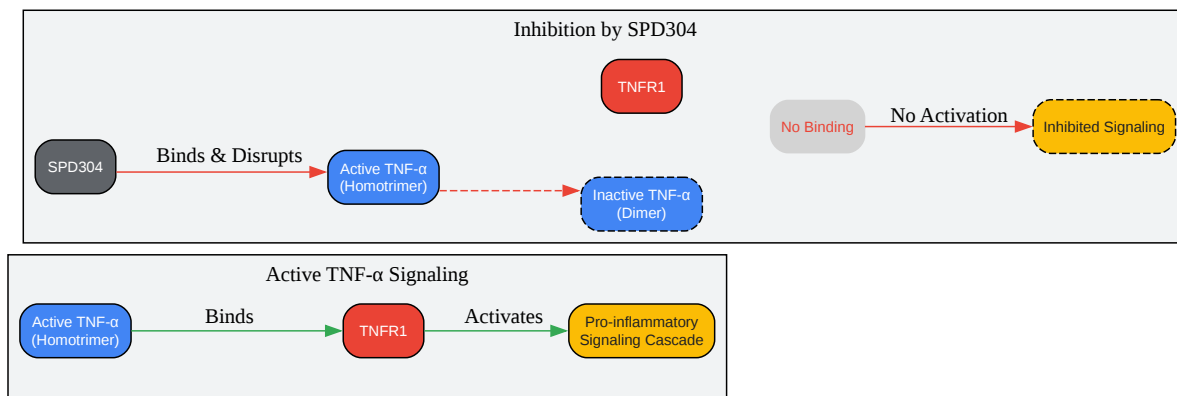 Inhibition by SPD304
TNFR1
No Binding
No Activation
Inhibited Signaling
SPD304
Binds & Disrupts
Active TNF-α
(Homotrimer)
Inactive TNF-α
(Dimer)
Active TNF-α Signaling
Active TNF-α
(Homotrimer)
Binds
TNFR1
Activates
Pro-inflammatory
Signaling Cascade